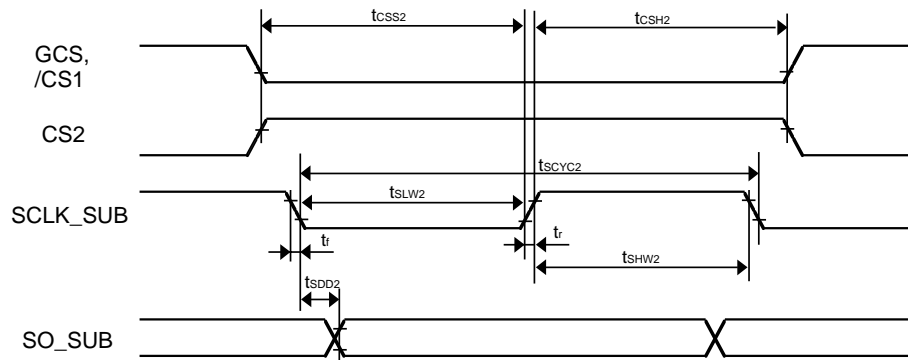 tCSS2
tCSH2
GCS,
/CS1
CS2
tSCYC2
tSLW2
SCLK_SUB
tf
tr
tSHW2
tSDD2
SO_SUB